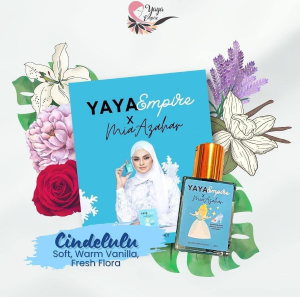 Yaya
Empire
YAYA Empire
x
Mia Azahar
YAYA Empire
x
Mia Azahar
Cindelulu
Soft, Warm Vanilla,
Fresh Flora